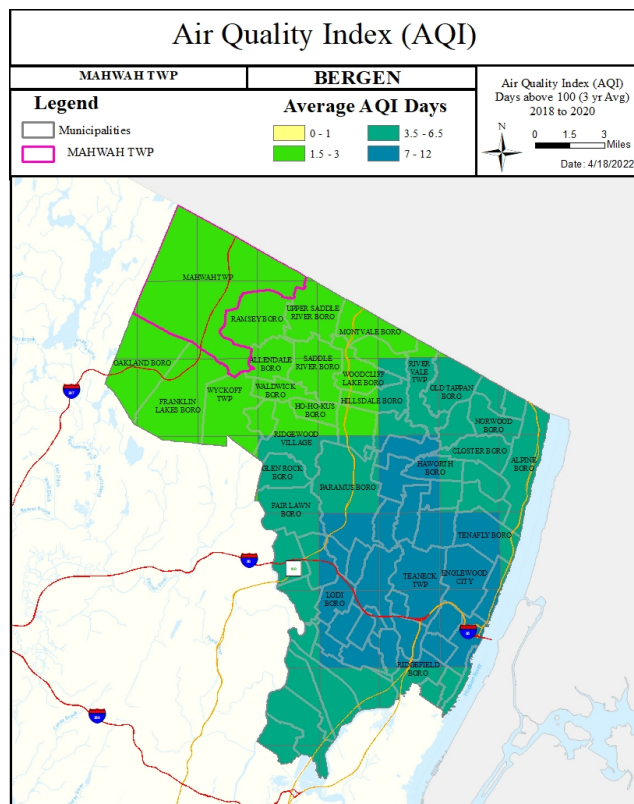 Air Quality Index (AQI)
MAHWAH TWP
BERGEN
Legend
Municipalities
MAHWAH TWP
Average AQI Days
0 - 1
1.5 - 3
3.5 - 6.5
7 - 12
Air Quality Index (AQI)
Days above 100 (3 yr Avg)
2018 to 2020
N
0 1.5 3
Miles
Date: 4/18/2022
MAHWAH TWP
RAMSEY BORO
UPPER SADDLE
RIVER BORO
MONTVALE BORO
OAKLAND BORO
ALLENDALE
BORO
SADDLE
RIVER BORO
RIVER
VALE TWP
OLD TAPPAN
BORO
WOODCLIFF
LAKE BORO
FRANKLIN
LAKES BORO
WYCKOFF
TWP
WALDWICK
BORO
HO-HO-KUS
BORO
HILLSDALE BORO
NORWOOD
BORO
RIDGEWOOD
VILLAGE
CLOSTER BORO
ALPINE
BORO
GLEN ROCK
BORO
HAWORTH
BORO
PARAMUS BORO
FAIR LAWN
BORO
TENAFLY BORO
TEANECK
TWP
ENGLEWOOD
CITY
LODI
BORO
RIDGEFIELD
BORO